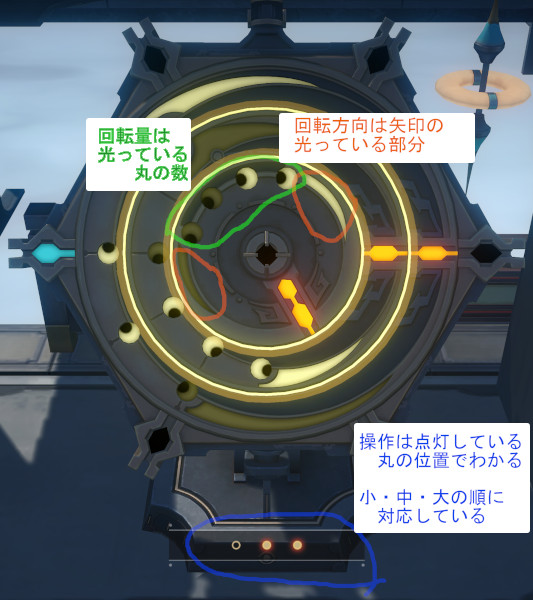 回転量は
光っている
丸の数
回転方向は矢印の
光っている部分
操作は点灯している
丸の位置でわかる
小・中・大の順に
対応している